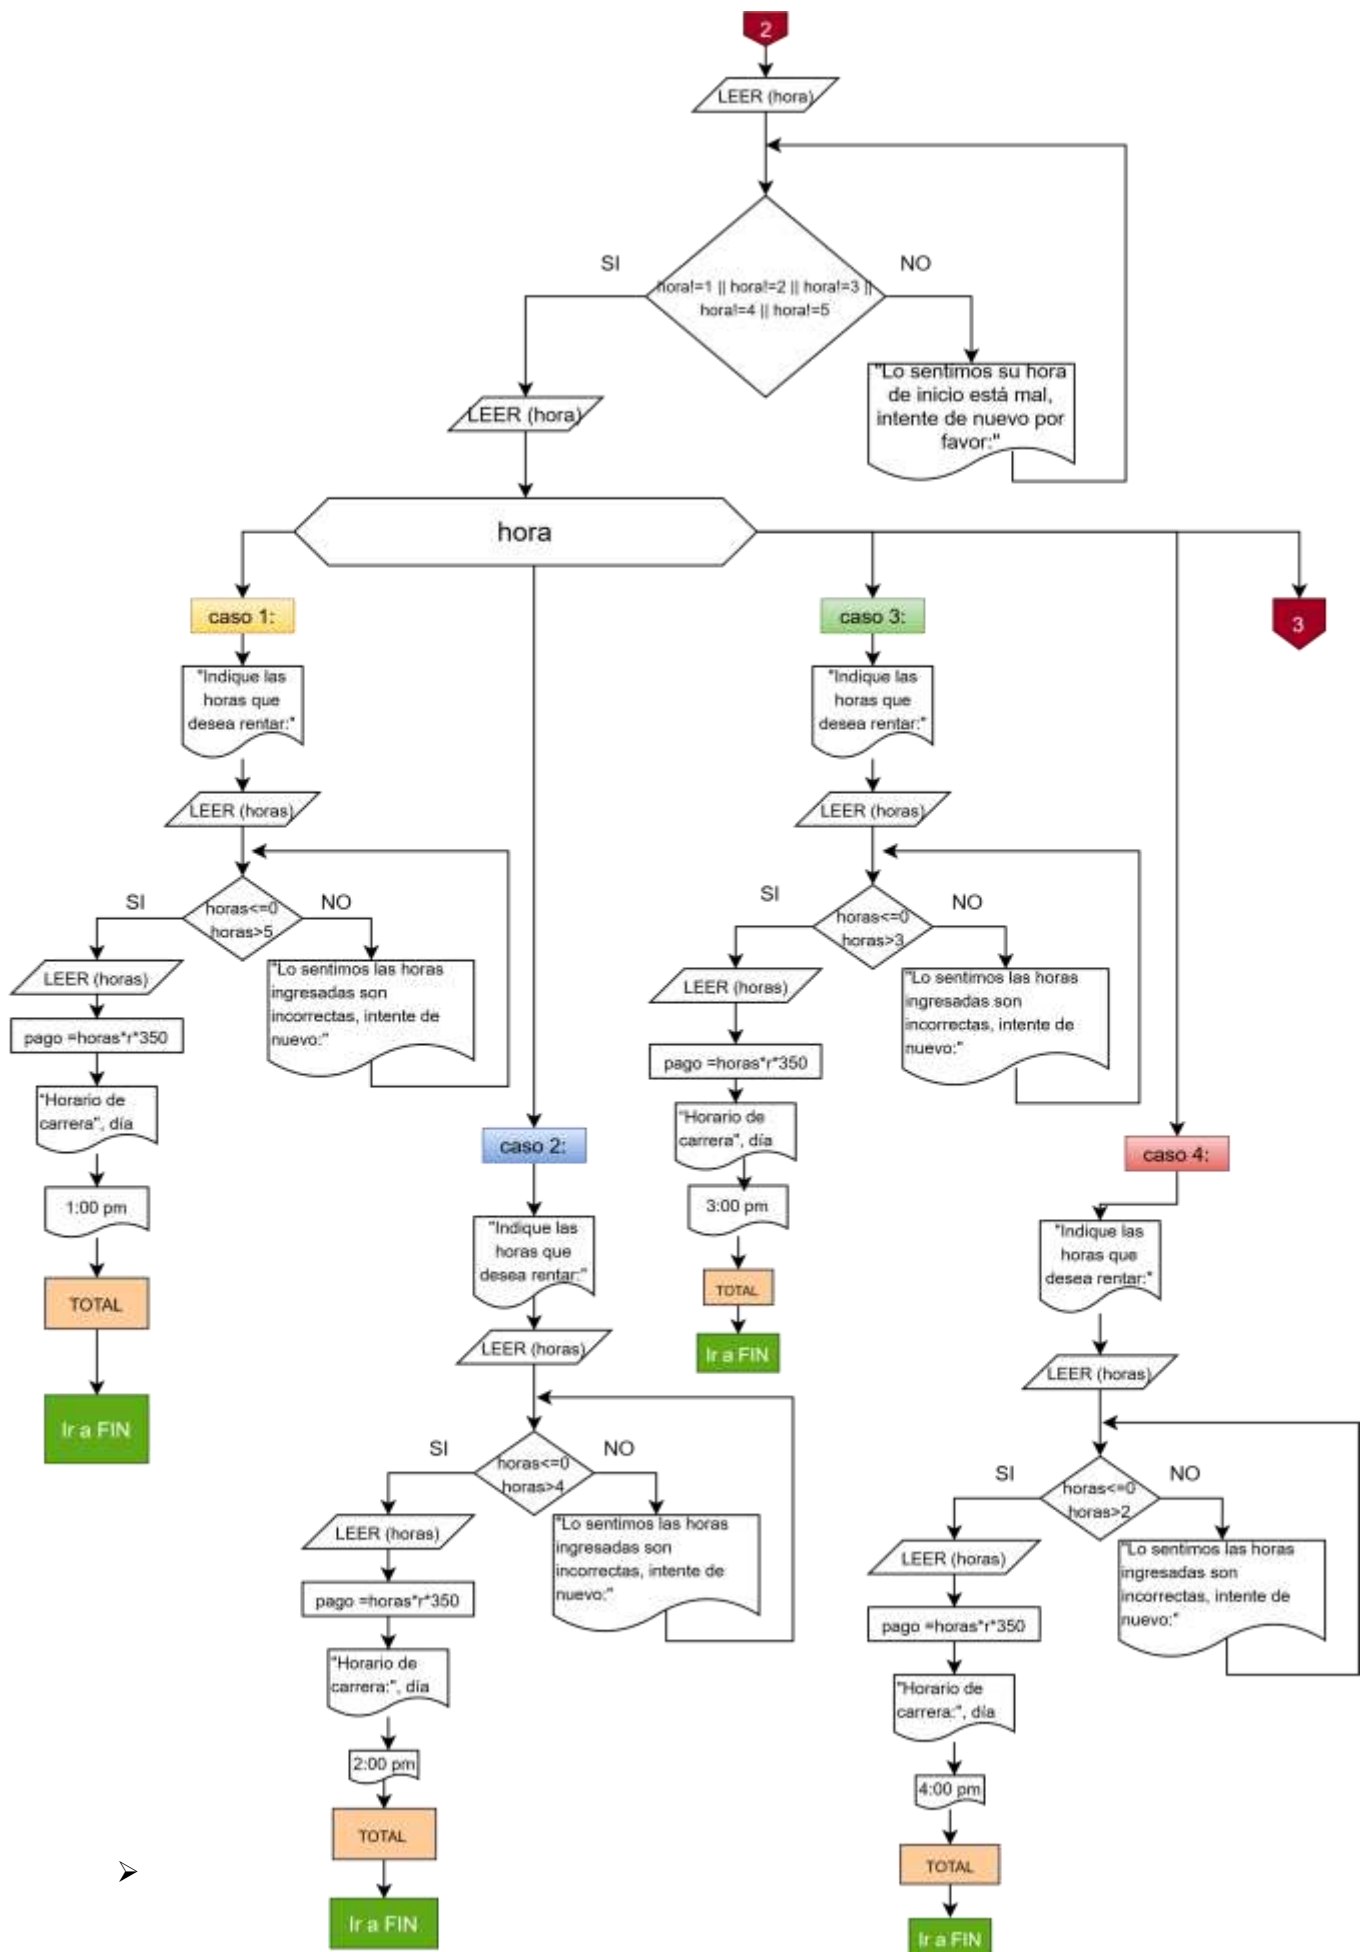 2
LEER (hora)
SI
NO
hora!=1 || hora!=2 || hora!=3 ||
hora!=4 || hora!=5
"Lo sentimos su hora
de inicio está mal,
intente de nuevo por
favor:"
LEER (hora)
hora
caso 1:
"Indique las
horas que
desea rentar:"
LEER (horas)
SI
NO
horas<=0
horas>5
LEER (horas)
"Lo sentimos las horas
ingresadas son
incorrectas, intente de
nuevo:"
pago =horas*r*350
"Horario de
carrera", día
1:00 pm
TOTAL
Ir a FIN
caso 2:
"Indique las
horas que
desea rentar:"
LEER (horas)
SI
NO
horas<=0
horas>4
LEER (horas)
"Lo sentimos las horas
ingresadas son
incorrectas, intente de
nuevo:"
pago =horas*r*350
"Horario de
carrera:", día
2:00 pm
TOTAL
Ir a FIN
caso 3:
"Indique las
horas que
desea rentar:"
LEER (horas)
SI
NO
horas<=0
horas>3
LEER (horas)
"Lo sentimos las horas
ingresadas son
incorrectas, intente de
nuevo:"
pago =horas*r*350
"Horario de
carrera", día
3:00 pm
TOTAL
Ir a FIN
caso 4:
"Indique las
horas que
desea rentar:"
LEER (horas)
SI
NO
horas<=0
horas>2
LEER (horas)
"Lo sentimos las horas
ingresadas son
incorrectas, intente de
nuevo:"
pago =horas*r*350
"Horario de
carrera:", día
4:00 pm
TOTAL
Ir a FIN
3